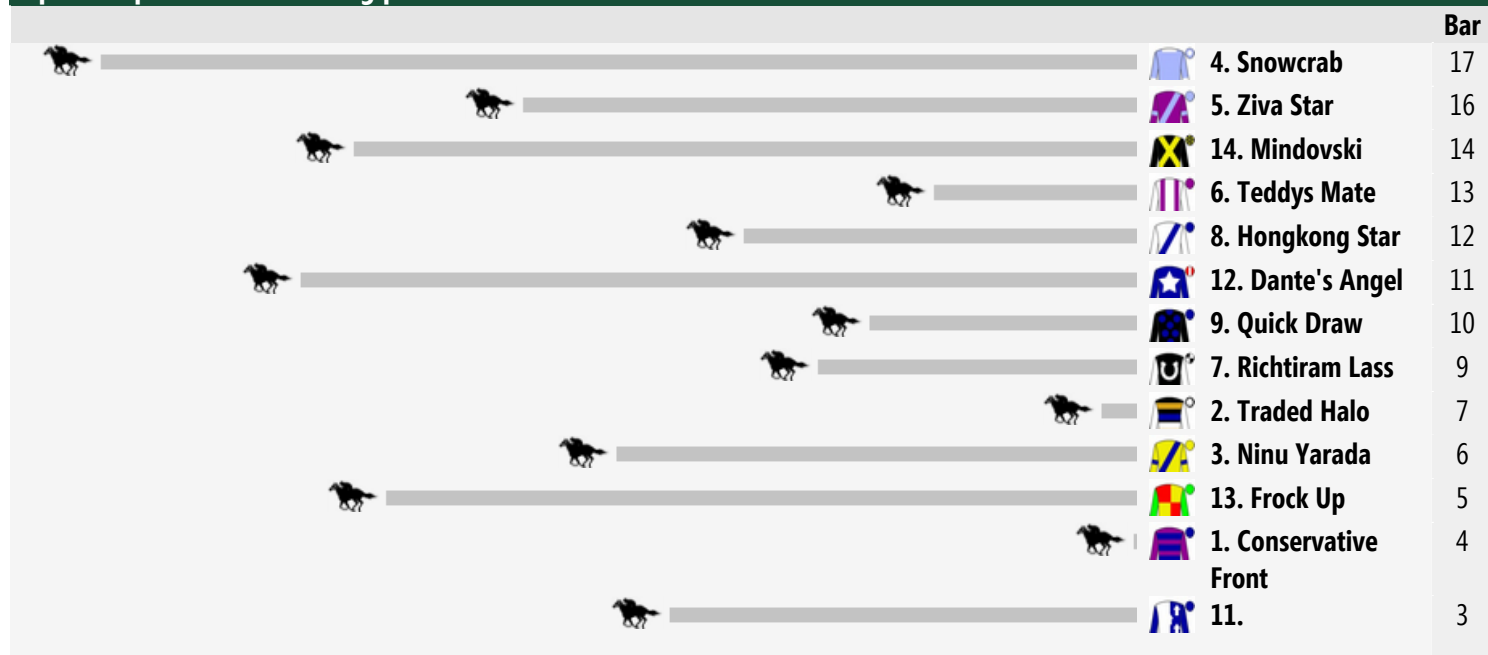 Bar
4. Snowcrab 17
5. Ziva Star 16
14. Mindovski 14
6. Teddys Mate 13
8. Hongkong Star 12
12. Dante's Angel 11
9. Quick Draw 10
7. Richtiram Lass 9
2. Traded Halo 7
3. Ninu Yarada 6
13. Frock Up 5
1. Conservative 4
Front
11. 3